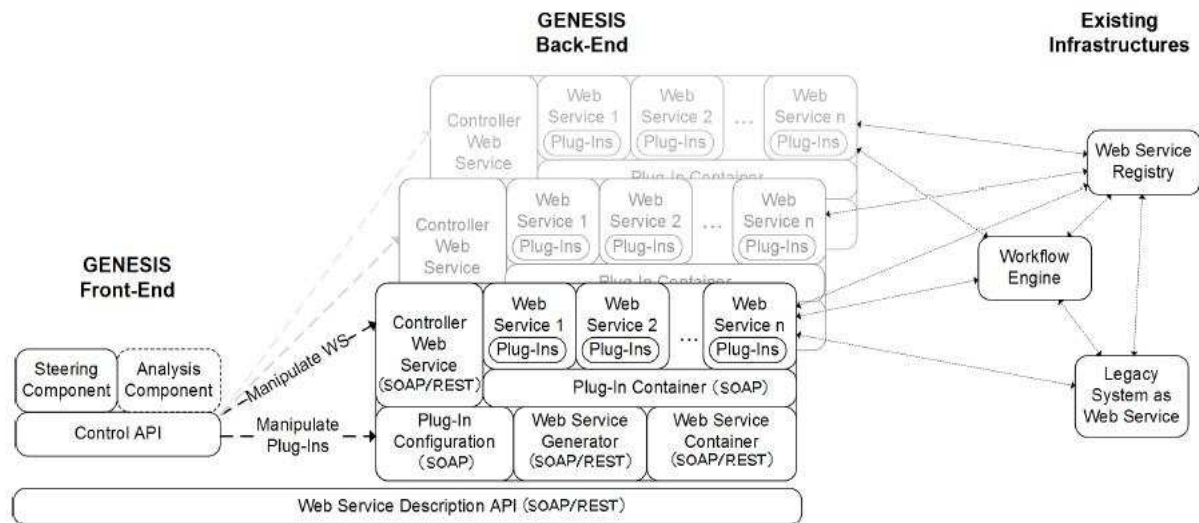 GENESIS
Back-End
Existing
Infrastructures
Controller
Web
Service
Web
Service 1
Plug-Ins
Web
Service 2
Plug-Ins
...
Web
Service n
Plug-Ins
Plug-In Container
Controller
Web
Service
Web
Service 1
Plug-Ins
Web
Service 2
Plug-Ins
...
Web
Service n
Plug-Ins
Plug-In Container
Web Service
Registry
Workflow
Engine
Legacy
System as
Web Service
GENESIS
Front-End
Steering
Component
Analysis
Component
Control API
Manipulate WS
Manipulate
Plug-Ins
Controller
Web
Service
(SOAP/REST)
Web
Service 1
Plug-Ins
Web
Service 2
Plug-Ins
...
Web
Service n
Plug-Ins
Plug-In Container (SOAP)
Plug-In
Configuration
(SOAP)
Web Service
Generator
(SOAP/REST)
Web Service
Container
(SOAP/REST)
Web Service Description API (SOAP/REST)